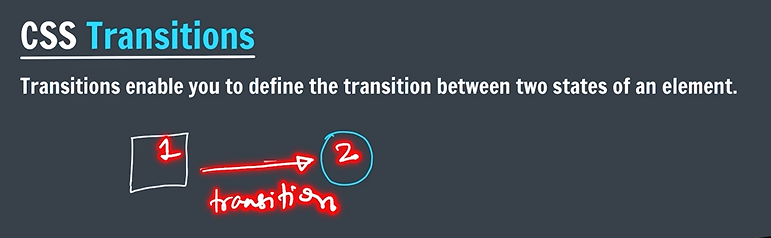 CSS Transitions
Transitions enable you to define the transition between two states of an element.
1
2
transition